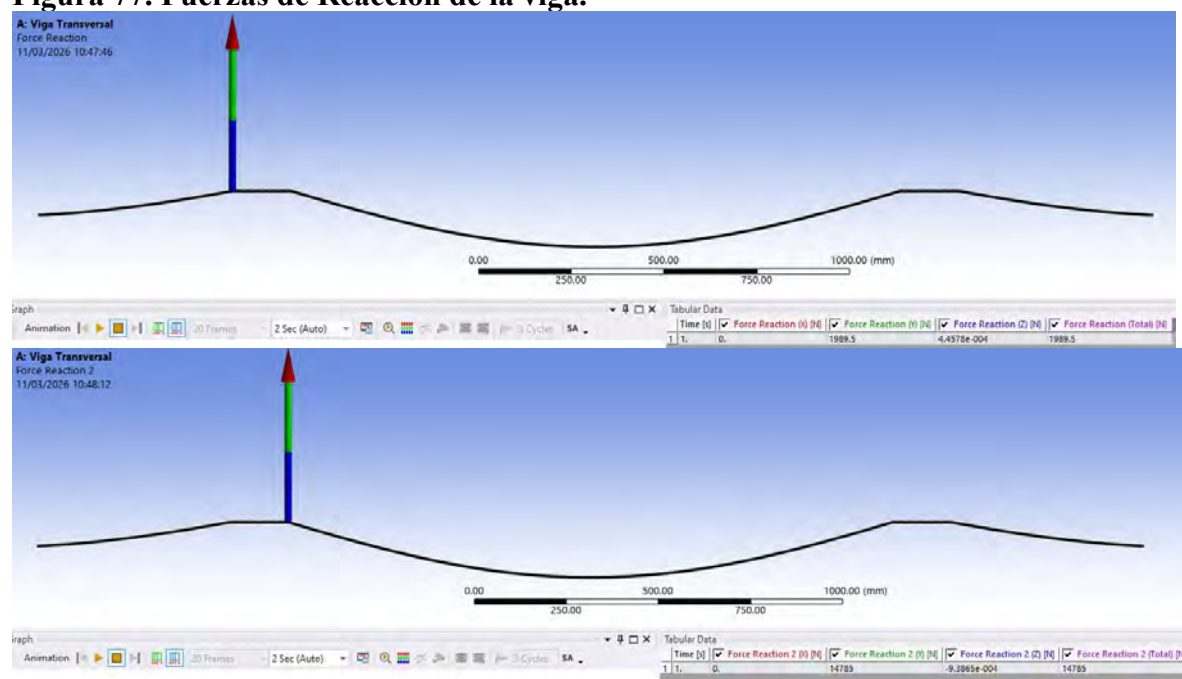 Figura 77. Fuerzas de Reacción de la viga.
A: Viga Transversal
Force Reaction
11/03/2026 10:47:46
0.00 500.00 1000.00 (mm)
250.00 750.00
Graph
Animation 20 Frames 2 Sec (Auto) 3 Cycles SA
Tabular Data
Time [s] Force Reaction (X) [N] Force Reaction (Y) [N] Force Reaction (Z) [N] Force Reaction (Total) [N]
1 1. 0. 1989.5 4.4578e-004 1989.5
A: Viga Transversal
Force Reaction 2
11/03/2026 10:48:12
0.00 500.00 1000.00 (mm)
250.00 750.00
Graph
Animation 20 Frames 2 Sec (Auto) 3 Cycles SA
Tabular Data
Time [s] Force Reaction 2 (X) [N] Force Reaction 2 (Y) [N] Force Reaction 2 (Z) [N] Force Reaction 2 (Total) [N
1 1. 0. 14785 -9.3865e-004 14785